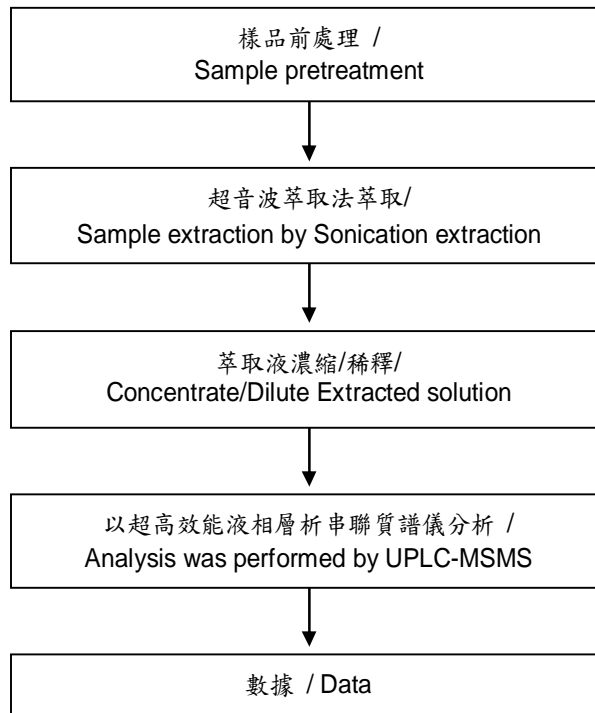 樣品前處理 /
Sample pretreatment
超音波萃取法萃取/
Sample extraction by Sonication extraction
萃取液濃縮/稀釋/
Concentrate/Dilute Extracted solution
以超高效能液相層析串聯質譜儀分析 /
Analysis was performed by UPLC-MSMS
數據 / Data